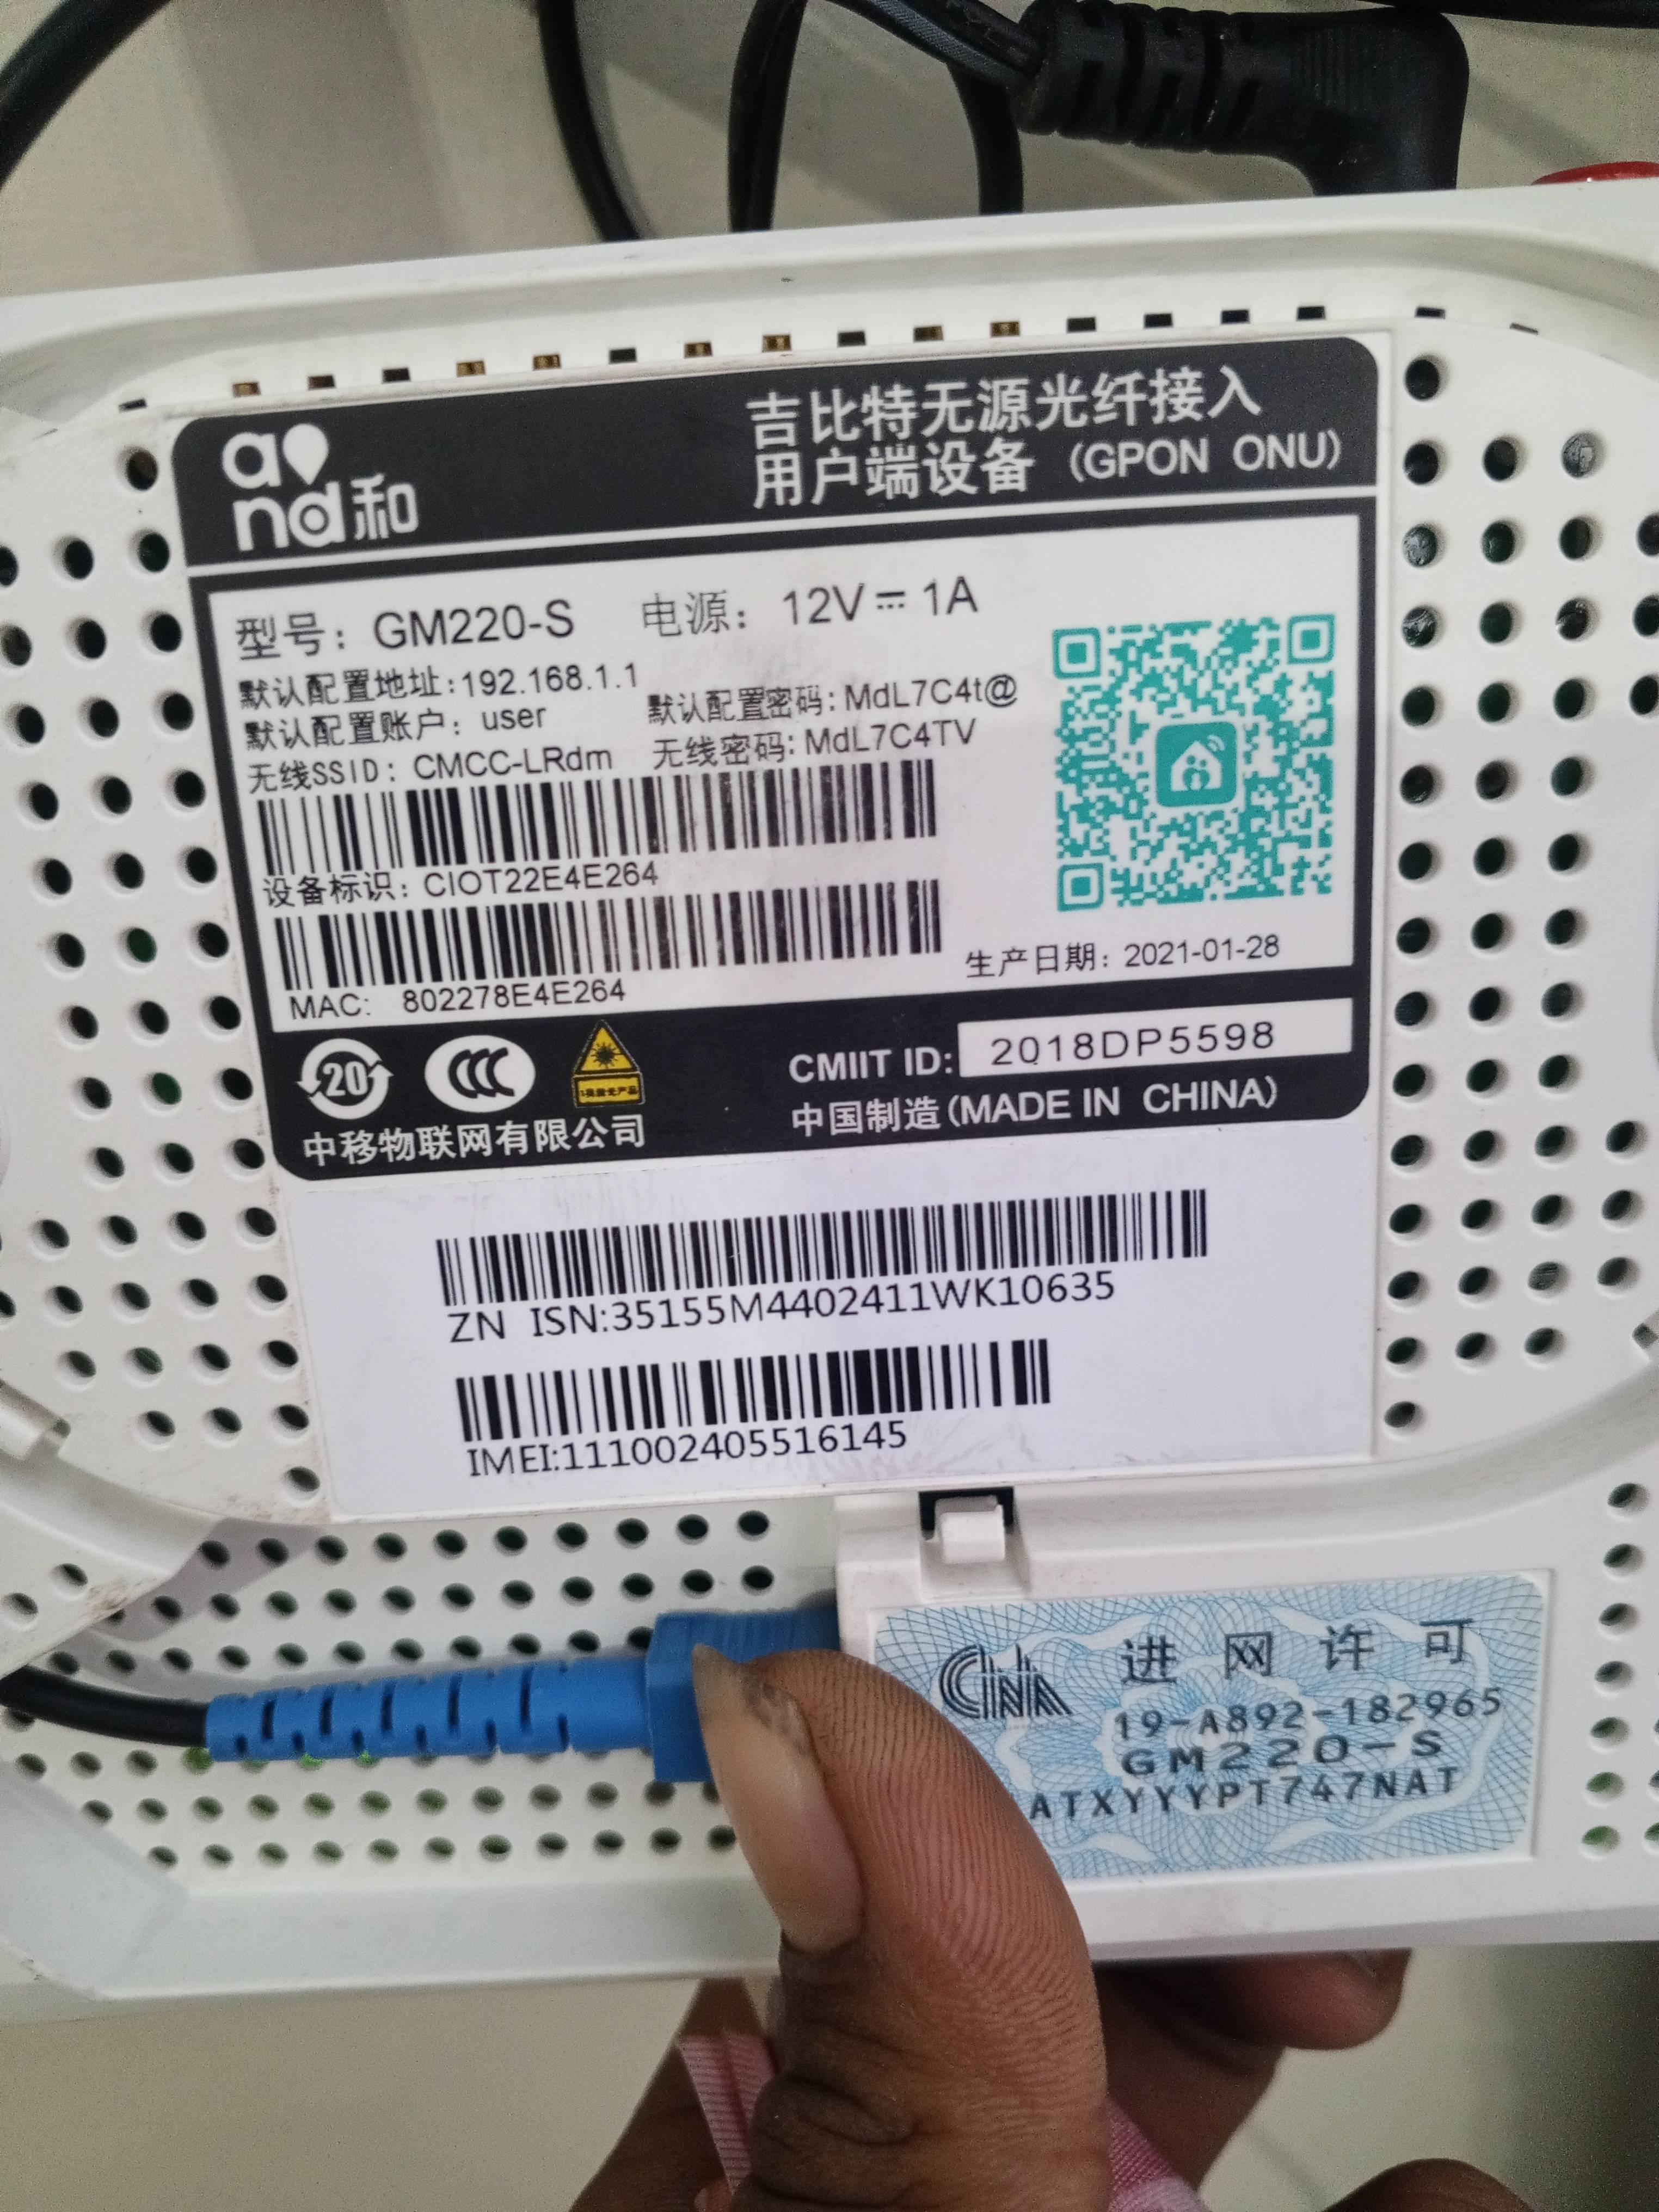 and和
吉比特无源光纤接入
用户端设备 (GPON ONU)
型号: GM220-S 电源: 12V⎓1A
默认配置地址:192.168.1.1
默认配置账户: user 默认配置密码: MdL7C4t@
无线SSID: CMCC-LRdm 无线密码: MdL7C4TV
设备标识: CIOT22E4E264
MAC: 802278E4E264
生产日期: 2021-01-28
20
CMIIT ID: 2018DP5598
中移物联网有限公司
中国制造(MADE IN CHINA)
ZN ISN:35155M4402411WK10635
IMEI:111002405516145
进网许可
19-A892-182965
GM220-S
ATXYYYPT747NAT